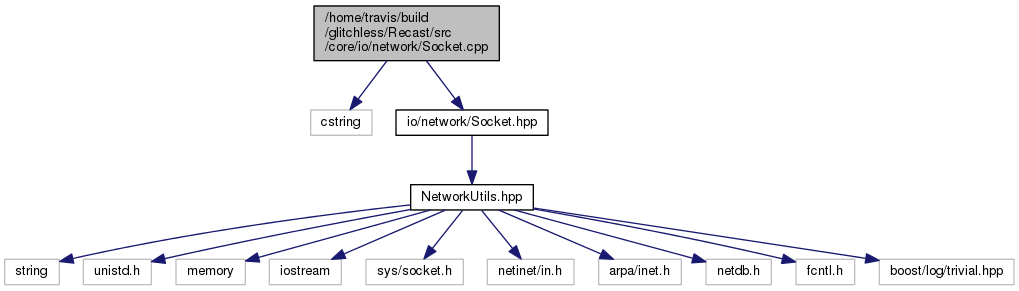 /home/travis/build
/glitchless/Recast/src
/core/io/network/Socket.cpp
cstring
io/network/Socket.hpp
NetworkUtils.hpp
string
unistd.h
memory
iostream
sys/socket.h
netinet/in.h
arpa/inet.h
netdb.h
fcntl.h
boost/log/trivial.hpp